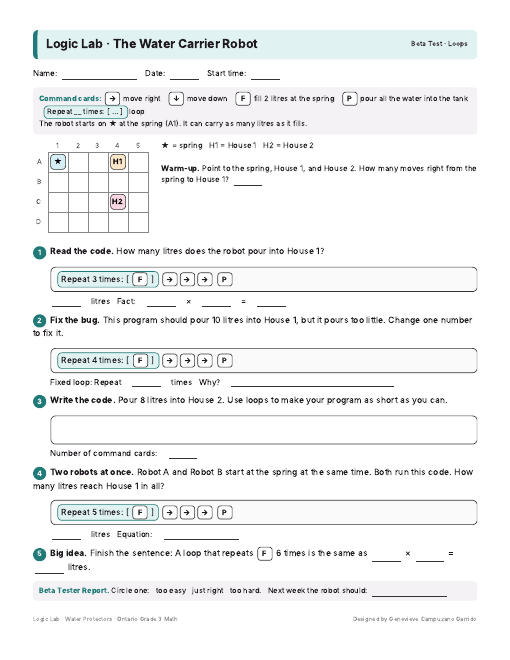 Logic Lab · The Water Carrier Robot
Beta Test · Loops
Name: Date: Start time:
Command cards: → move right ↓ move down F fill 2 litres at the spring P pour all the water into the tank
Repeat __ times: [ ... ] loop
The robot starts on ★ at the spring (A1). It can carry as many litres as it fills.
1 2 3 4 5
A ★ H1
B
C H2
D
★ = spring H1 = House 1 H2 = House 2
Warm-up. Point to the spring, House 1, and House 2. How many moves right from the
spring to House 1?
1 Read the code. How many litres does the robot pour into House 1?
Repeat 3 times: [ F ] → → → P
litres Fact: × =
2 Fix the bug. This program should pour 10 litres into House 1, but it pours too little. Change one number
to fix it.
Repeat 4 times: [ F ] → → → P
Fixed loop: Repeat times Why?
3 Write the code. Pour 8 litres into House 2. Use loops to make your program as short as you can.
Number of command cards:
4 Two robots at once. Robot A and Robot B start at the spring at the same time. Both run this code. How
many litres reach House 1 in all?
Repeat 5 times: [ F ] → → → P
litres Equation:
5 Big idea. Finish the sentence: A loop that repeats F 6 times is the same as × =
litres.
Beta Tester Report. Circle one: too easy just right too hard. Next week the robot should:
Logic Lab · Water Protectors · Ontario Grade 3 Math
Designed by Genevieve Campuzano Garrido